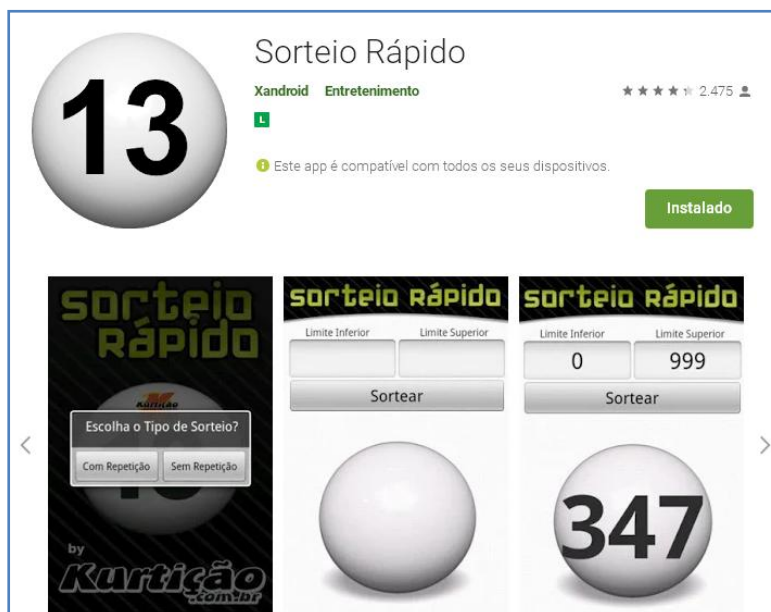 13
Sorteio Rápido
Xandroid Entretenimento
2.475
L
Este app é compatível com todos os seus dispositivos.
Instalado
sorteio
Rápido
Kurtição
Escolha o Tipo de Sorteio?
Com Repetição Sem Repetição
13
by
Kurtição
.com.br
sorteio Rápido
Limite Inferior Limite Superior
Sortear
sorteio Rápido
Limite Inferior Limite Superior
0 999
Sortear
347